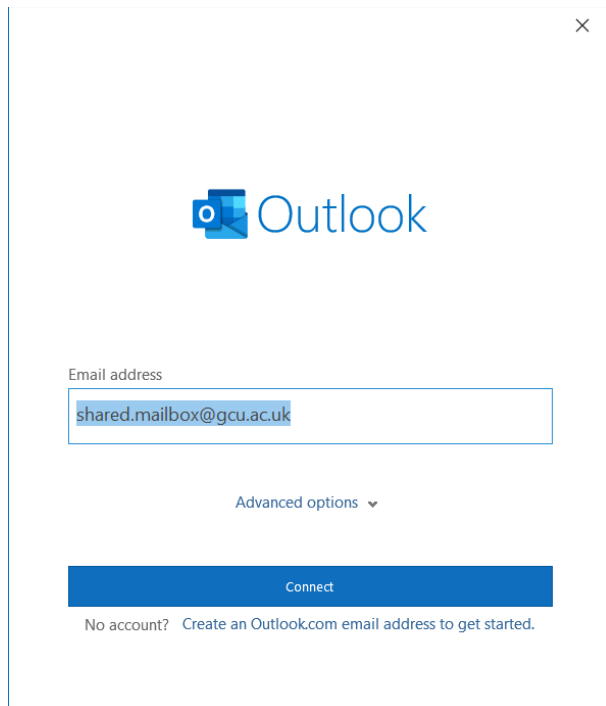 Outlook
Email address
shared.mailbox@gcu.ac.uk
Advanced options
Connect
No account? Create an Outlook.com email address to get started.